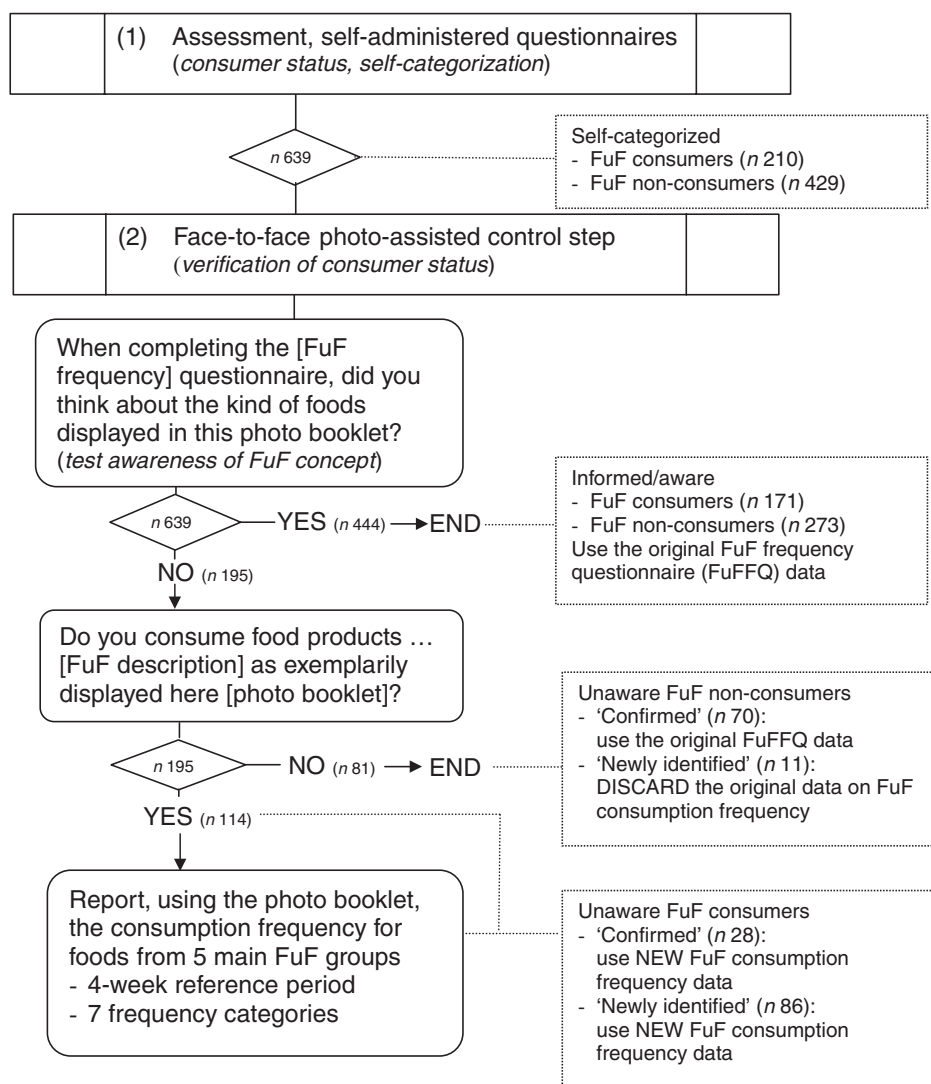 (1) Assessment, self-administered questionnaires
(consumer status, self-categorization)
n 639
Self-categorized
- FuF consumers (n 210)
- FuF non-consumers (n 429)
(2) Face-to-face photo-assisted control step
(verification of consumer status)
When completing the [FuF
frequency] questionnaire, did you
think about the kind of foods
displayed in this photo booklet?
(test awareness of FuF concept)
n 639
YES (n 444)
END
Informed/aware
- FuF consumers (n 171)
- FuF non-consumers (n 273)
Use the original FuF frequency
questionnaire (FuFFQ) data
NO (n 195)
Do you consume food products …
[FuF description] as exemplarily
displayed here [photo booklet]?
n 195
NO (n 81)
END
Unaware FuF non-consumers
- ‘Confirmed’ (n 70):
use the original FuFFQ data
- ‘Newly identified’ (n 11):
DISCARD the original data on FuF
consumption frequency
YES (n 114)
Report, using the photo booklet,
the consumption frequency for
foods from 5 main FuF groups
- 4-week reference period
- 7 frequency categories
Unaware FuF consumers
- ‘Confirmed’ (n 28):
use NEW FuF consumption
frequency data
- ‘Newly identified’ (n 86):
use NEW FuF consumption
frequency data